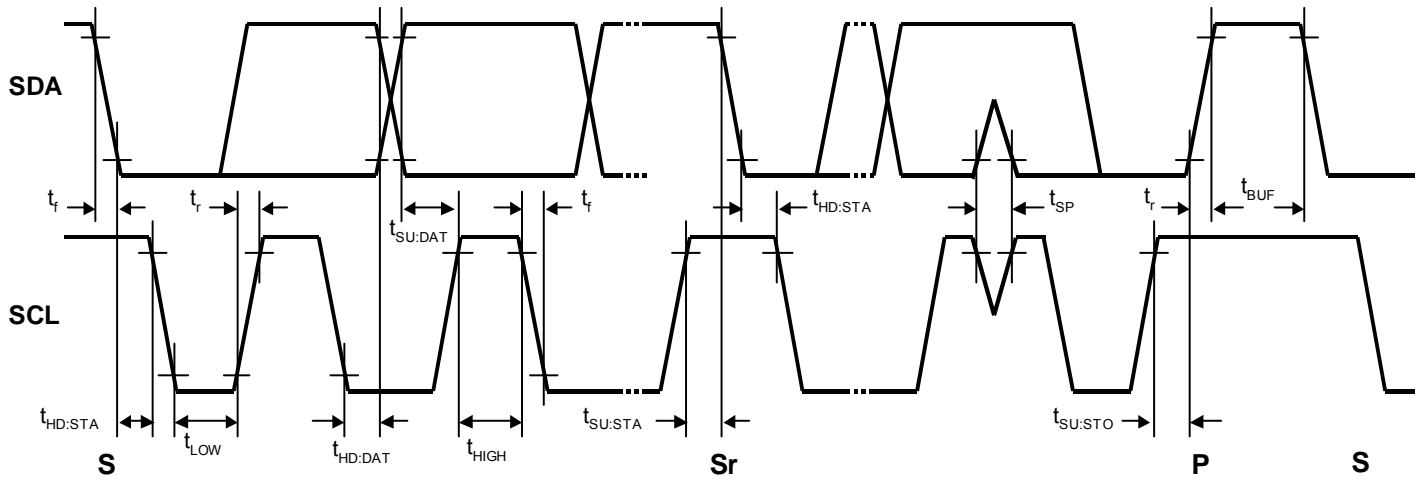 SDA
t_f
t_r
t_SU:DAT
t_f
t_HD:STA
t_SP
t_r
t_BUF
SCL
t_HD:STA
t_LOW
t_HD:DAT
t_HIGH
t_SU:STA
t_SU:STO
S
Sr
P
S